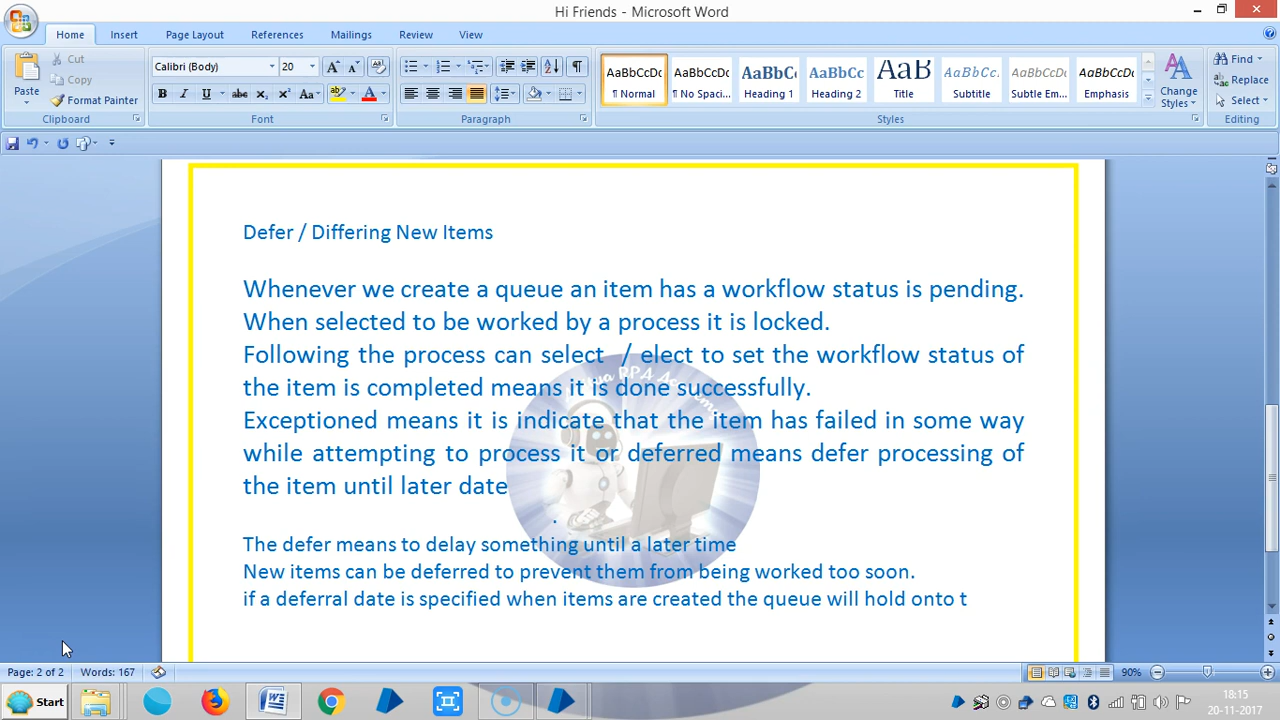 Hi Friends - Microsoft Word
Home Insert Page Layout References Mailings Review View
Cut
Copy
Format Painter
Paste
Clipboard
Calibri (Body) 20
Font
Paragraph
AaBbCcDc AaBbCcDc AaBbCc AaBbCc AaB AaBbCc. AaBbCcDc AaBbCcDc
¶ Normal ¶ No Spaci... Heading 1 Heading 2 Title Subtitle Subtle Em... Emphasis
Styles
Change Styles
Find
Replace
Select
Editing
Defer / Differing New Items
Whenever we create a queue an item has a workflow status is pending.
When selected to be worked by a process it is locked.
Following the process can select / elect to set the workflow status of
the item is completed means it is done successfully.
Exceptioned means it is indicate that the item has failed in some way
while attempting to process it or deferred means defer processing of
the item until later date
.
The defer means to delay something until a later time
New items can be deferred to prevent them from being worked too soon.
if a deferral date is specified when items are created the queue will hold onto t
RPA Academy
Page: 2 of 2 Words: 167 90%
Start 18:15
20-11-2017